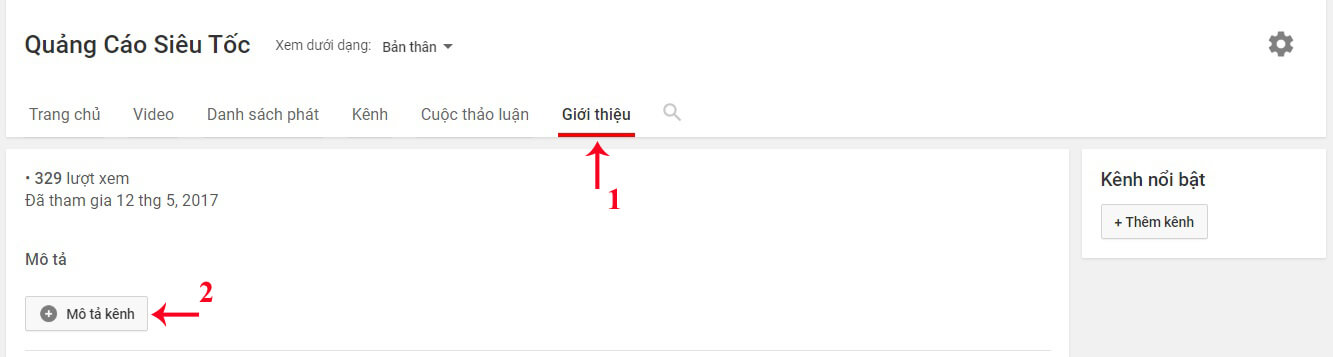 Quảng Cáo Siêu Tốc Xem dưới dạng: Bản thân
Trang chủ Video Danh sách phát Kênh Cuộc thảo luận Giới thiệu
1
• 329 lượt xem
Đã tham gia 12 thg 5, 2017
Mô tả
Mô tả kênh
2
Kênh nổi bật
+ Thêm kênh